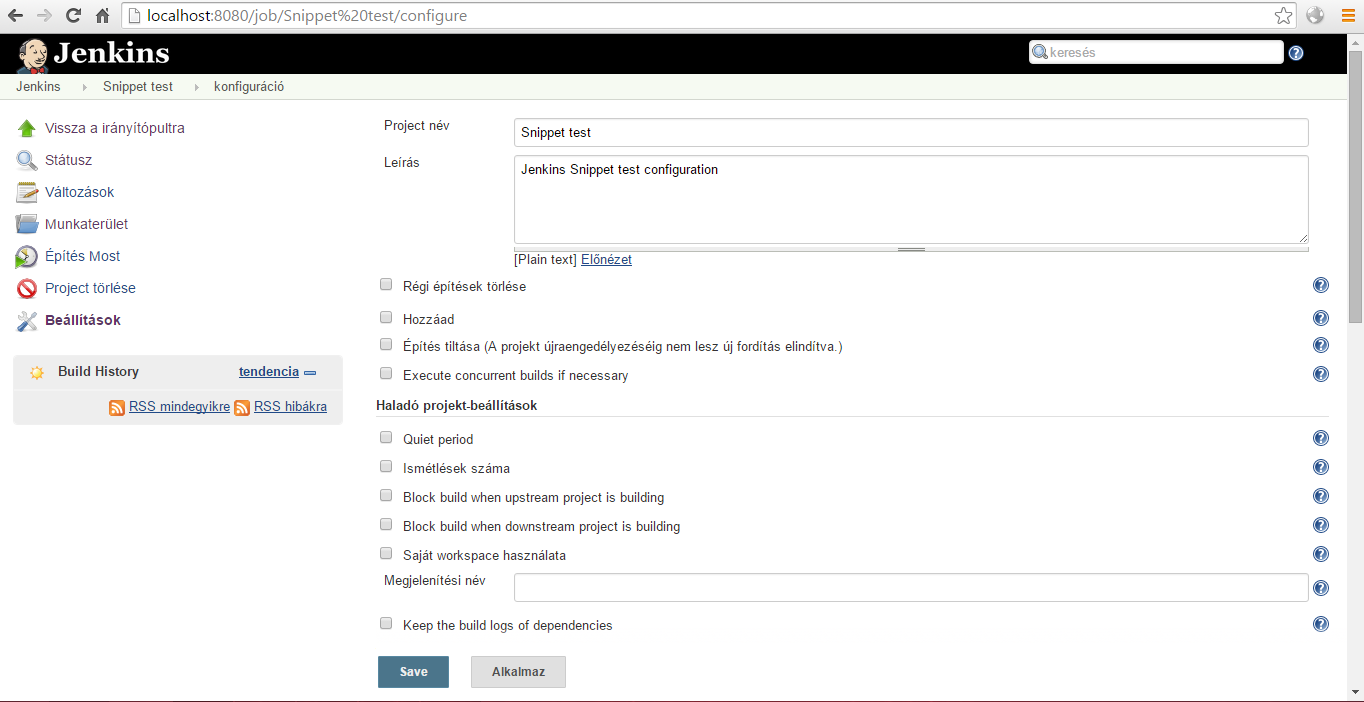 localhost:8080/job/Snippet%20test/configure
Jenkins
keresés
Jenkins Snippet test konfiguráció
Vissza a irányítópultra
Státusz
Változások
Munkaterület
Építés Most
Project törlése
Beállítások
Build History tendencia
RSS mindegyikre RSS hibákra
Project név
Snippet test
Leírás
Jenkins Snippet test configuration
[Plain text] Előnézet
Régi építések törlése
Hozzáad
Építés tiltása (A projekt újraengedélyezéséig nem lesz új fordítás elindítva.)
Execute concurrent builds if necessary
Haladó projekt-beállítások
Quiet period
Ismétlések száma
Block build when upstream project is building
Block build when downstream project is building
Saját workspace használata
Megjelenítési név
Keep the build logs of dependencies
Save Alkalmaz